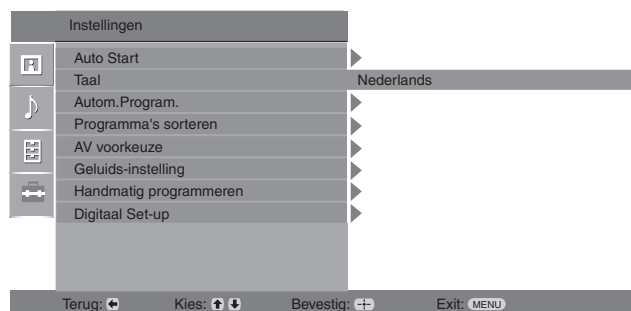 Instellingen
Auto Start
Taal Nederlands
Autom.Program.
Programma's sorteren
AV voorkeuze
Geluids-instelling
Handmatig programmeren
Digitaal Set-up
Terug: Kies: Bevestig: Exit: MENU